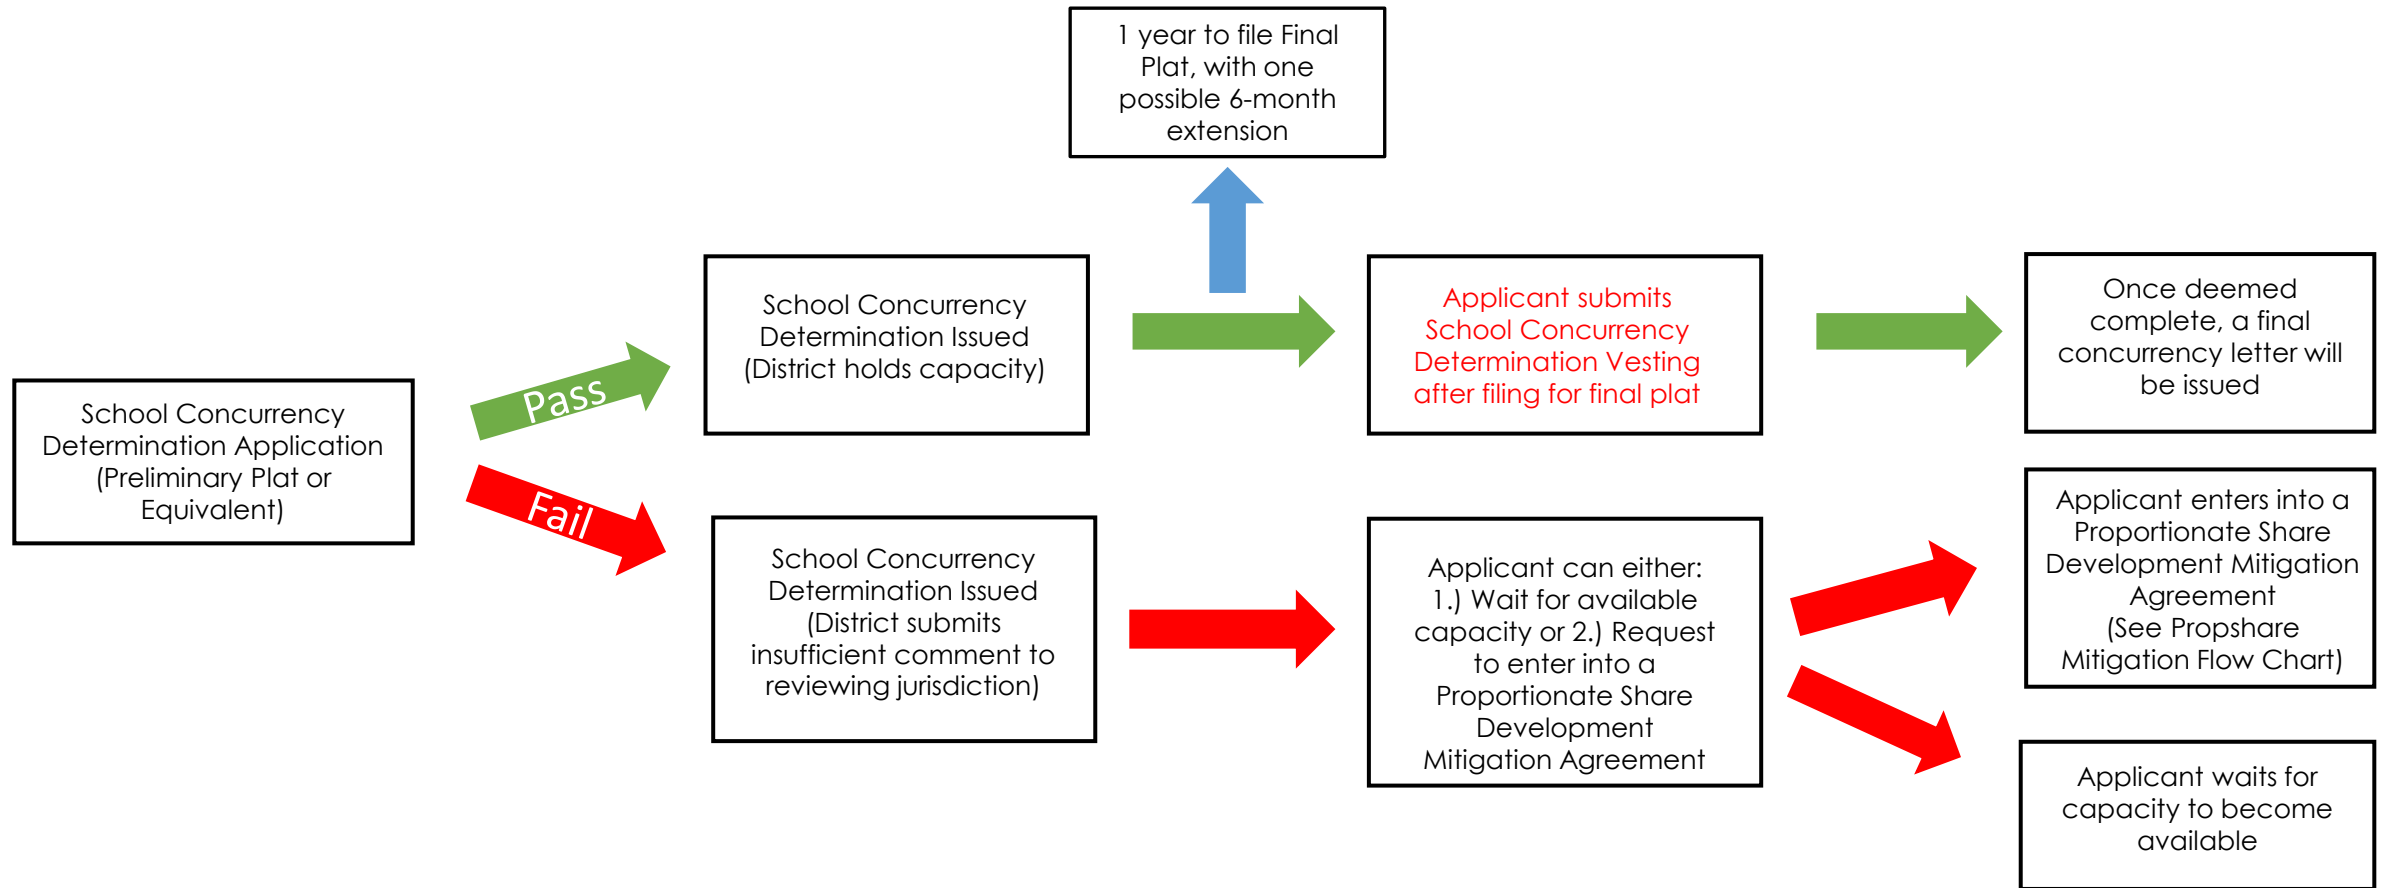 1 year to file Final
Plat, with one
possible 6-month
extension
School Concurrency
Determination Application
(Preliminary Plat or
Equivalent)
Pass
School Concurrency
Determination Issued
(District holds capacity)
Applicant submits
School Concurrency
Determination Vesting
after filing for final plat
Once deemed
complete, a final
concurrency letter will
be issued
Fail
School Concurrency
Determination Issued
(District submits
insufficient comment to
reviewing jurisdiction)
Applicant can either:
1.) Wait for available
capacity or 2.) Request
to enter into a
Proportionate Share
Development
Mitigation Agreement
Applicant enters into a
Proportionate Share
Development Mitigation
Agreement
(See Propshare
Mitigation Flow Chart)
Applicant waits for
capacity to become
available